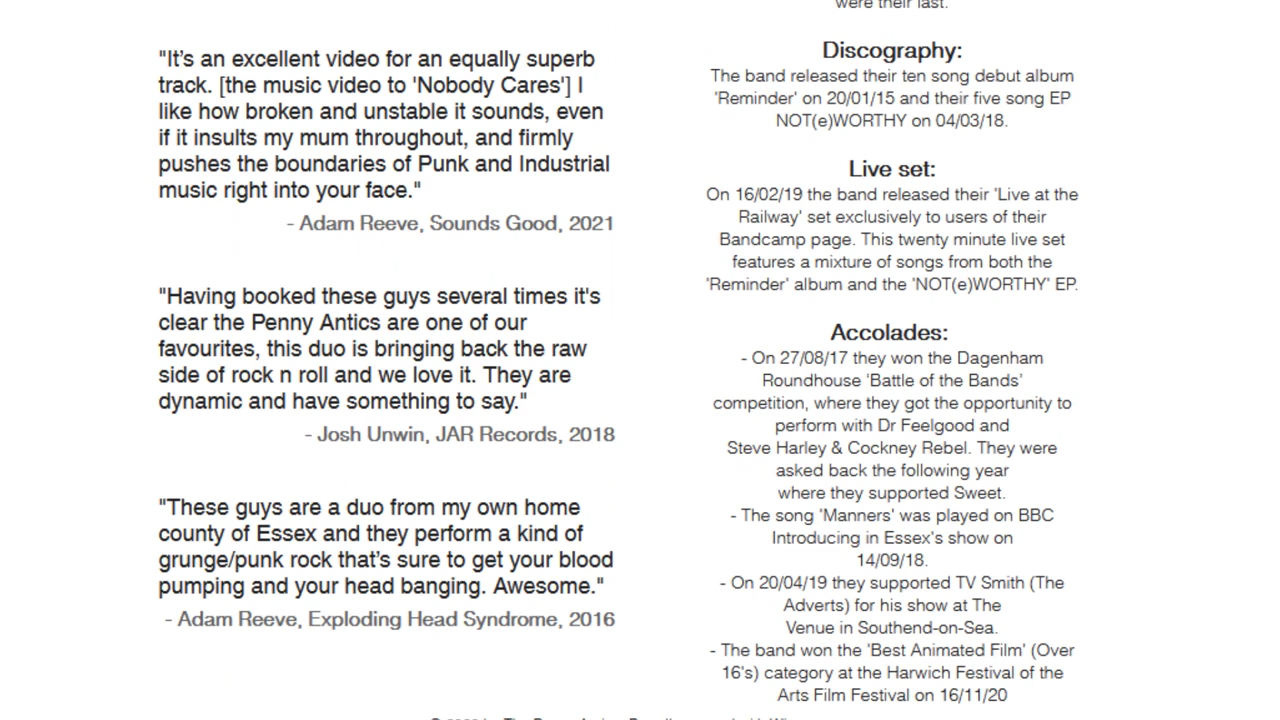 were their last.
"It's an excellent video for an equally superb
track. [the music video to 'Nobody Cares'] I
like how broken and unstable it sounds, even
if it insults my mum throughout, and firmly
pushes the boundaries of Punk and Industrial
music right into your face."
- Adam Reeve, Sounds Good, 2021
"Having booked these guys several times it's
clear the Penny Antics are one of our
favourites, this duo is bringing back the raw
side of rock n roll and we love it. They are
dynamic and have something to say."
- Josh Unwin, JAR Records, 2018
"These guys are a duo from my own home
county of Essex and they perform a kind of
grunge/punk rock that's sure to get your blood
pumping and your head banging. Awesome."
- Adam Reeve, Exploding Head Syndrome, 2016
Discography:
The band released their ten song debut album
'Reminder' on 20/01/15 and their five song EP
NOT(e)WORTHY on 04/03/18.
Live set:
On 16/02/19 the band released their 'Live at the
Railway' set exclusively to users of their
Bandcamp page. This twenty minute live set
features a mixture of songs from both the
'Reminder' album and the 'NOT(e)WORTHY' EP.
Accolades:
- On 27/08/17 they won the Dagenham
Roundhouse 'Battle of the Bands'
competition, where they got the opportunity to
perform with Dr Feelgood and
Steve Harley & Cockney Rebel. They were
asked back the following year
where they supported Sweet.
- The song 'Manners' was played on BBC
Introducing in Essex's show on
14/09/18.
- On 20/04/19 they supported TV Smith (The
Adverts) for his show at The
Venue in Southend-on-Sea.
- The band won the 'Best Animated Film' (Over
16's) category at the Harwich Festival of the
Arts Film Festival on 16/11/20